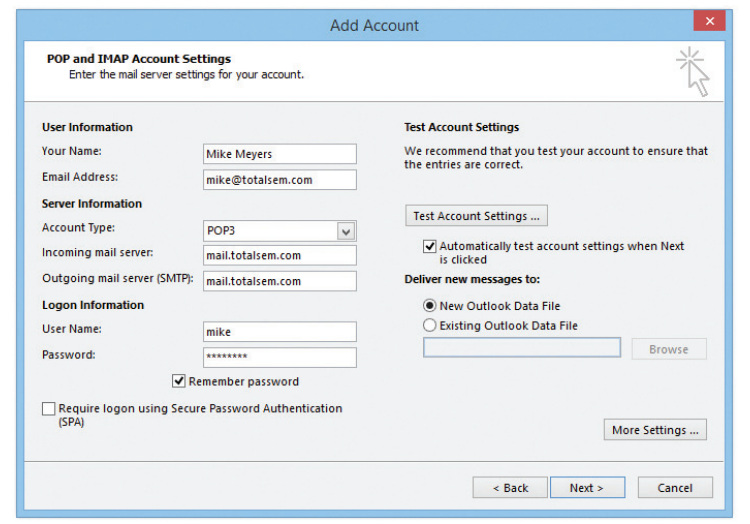 Add Account
POP and IMAP Account Settings
Enter the mail server settings for your account.
User Information
Your Name: Mike Meyers
Email Address: mike@totalsem.com
Server Information
Account Type: POP3
Incoming mail server: mail.totalsem.com
Outgoing mail server (SMTP): mail.totalsem.com
Logon Information
User Name: mike
Password: ********
Remember password
Require logon using Secure Password Authentication
(SPA)
Test Account Settings
We recommend that you test your account to ensure that
the entries are correct.
Test Account Settings ...
Automatically test account settings when Next
is clicked
Deliver new messages to:
New Outlook Data File
Existing Outlook Data File
Browse
More Settings ...
< Back Next > Cancel